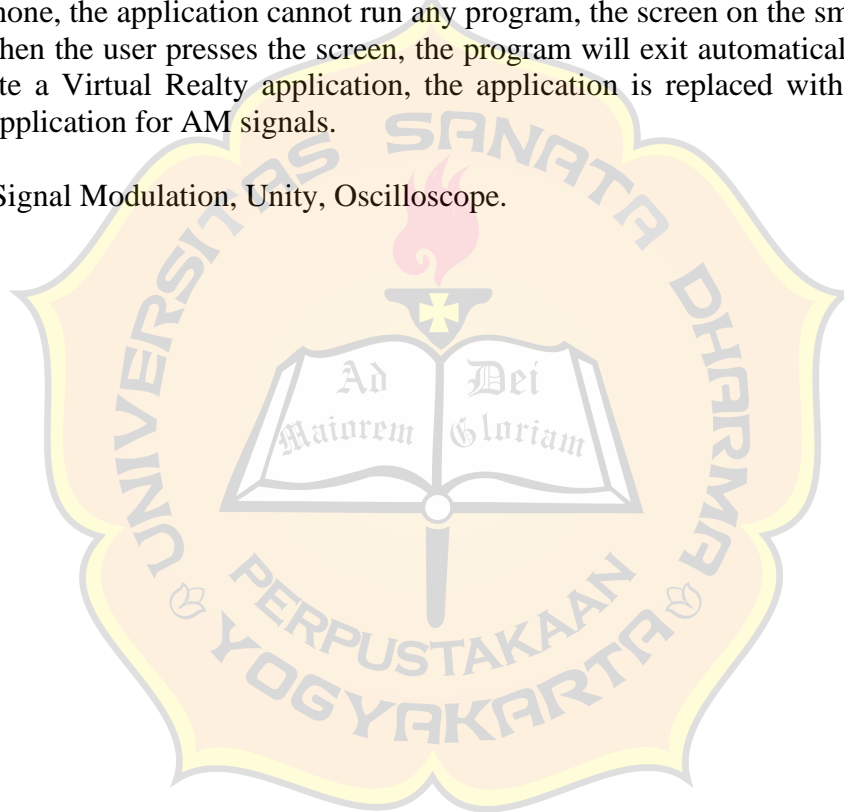 hone, the application cannot run any program, the screen on the sm
hen the user presses the screen, the program will exit automatical
te a Virtual Realty application, the application is replaced with
pplication for AM signals.
Signal Modulation, Unity, Oscilloscope.
UNIVERSITAS SANATA DHARMA
Ad Dei
Maiorem Gloriam
PERPUSTAKAAN
YOGYAKARTA